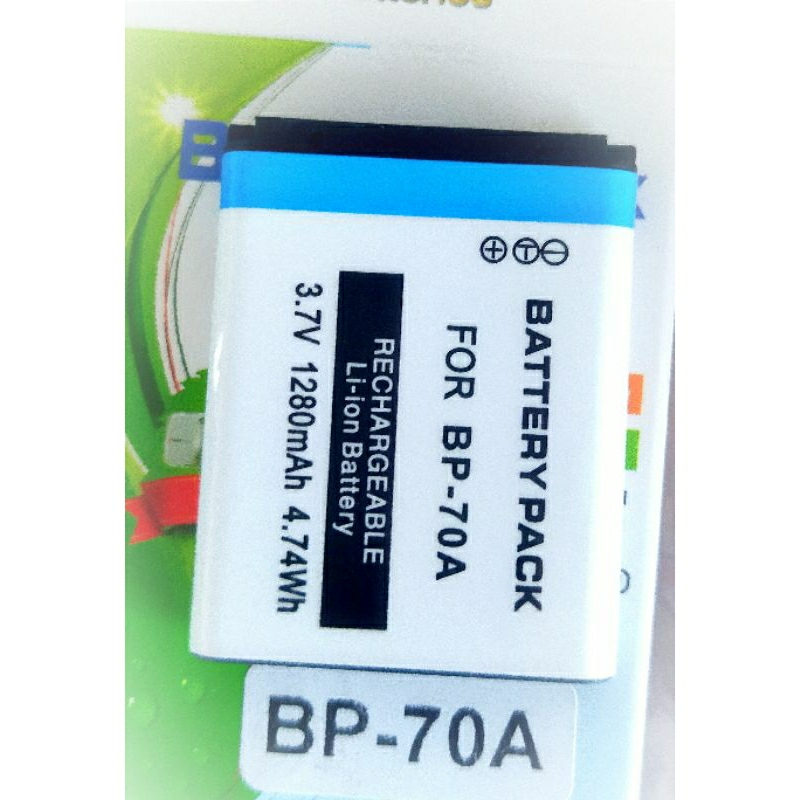 BATTERY PACK
FOR BP-70A
RECHARGEABLE
Li-ion Battery
3.7V 1280mAh 4.74Wh
BP-70A